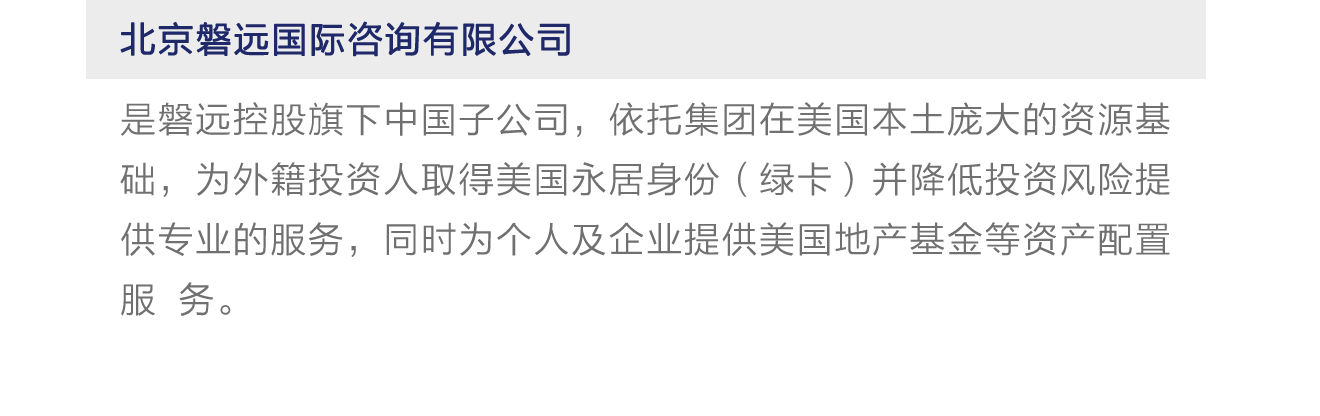 北京磐远国际咨询有限公司
是磐远控股旗下中国子公司，依托集团在美国本土庞大的资源基
础，为外籍投资人取得美国永居身份（绿卡）并降低投资风险提
供专业的服务，同时为个人及企业提供美国地产基金等资产配置
服 务。